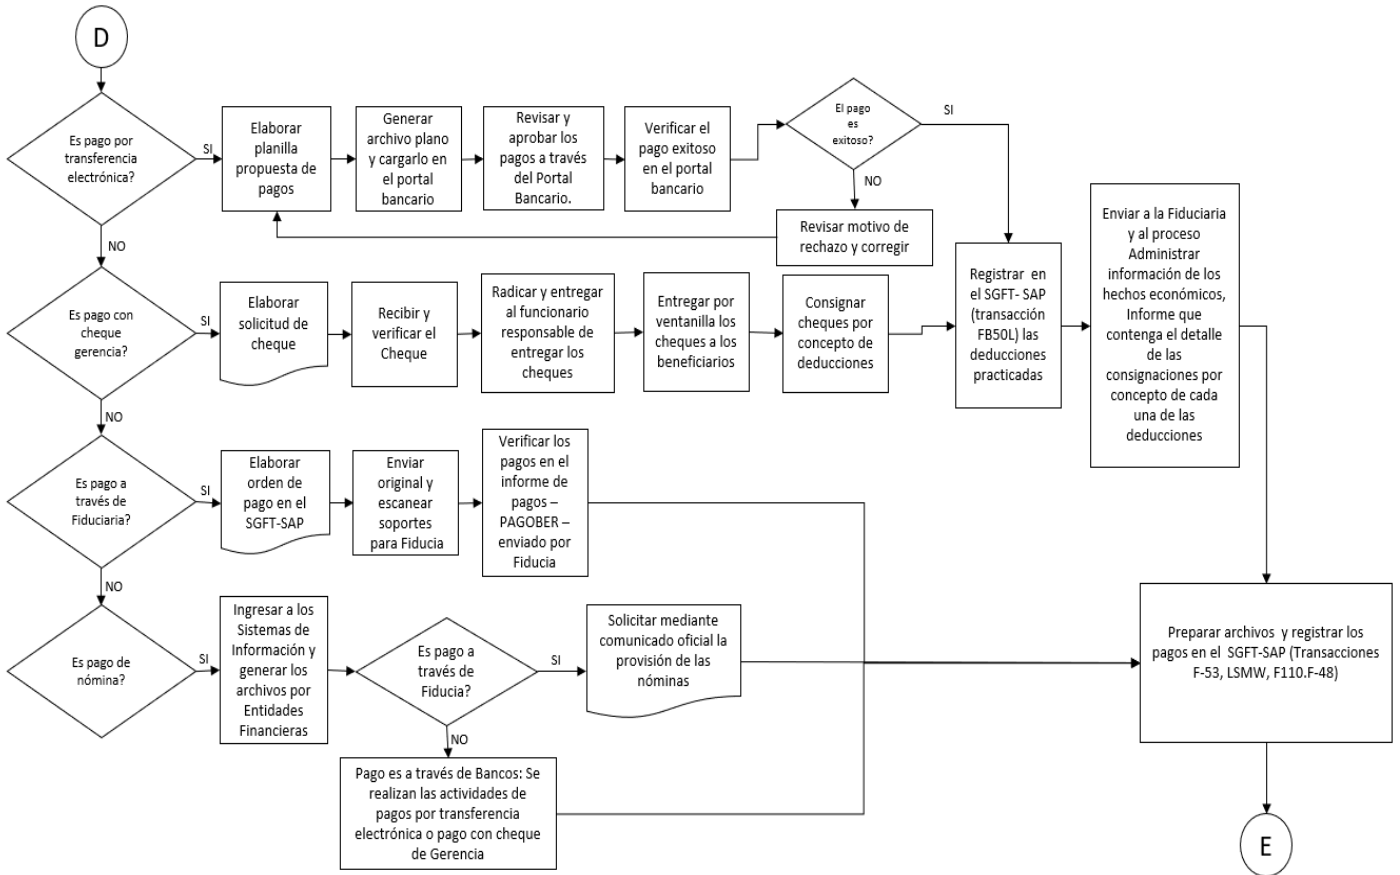 D
Es pago por
transferencia
electrónica?
SI
Elaborar
planilla
propuesta de
pagos
Generar
archivo plano
y cargarlo en
el portal
bancario
Revisar y
aprobar los
pagos a través
del Portal
Bancario.
Verificar el
pago exitoso
en el portal
bancario
El pago
es
exitoso?
SI
NO
Revisar motivo de
rechazo y corregir
NO
Es pago con
cheque
gerencia?
SI
Elaborar
solicitud de
cheque
Recibir y
verificar el
Cheque
Radicar y entregar
al funcionario
responsable de
entregar los
cheques
Entregar por
ventanilla los
cheques a los
beneficiarios
Consignar
cheques por
concepto de
deducciones
Registrar en
el SGFT- SAP
(transacción
FB50L) las
deducciones
practicadas
Enviar a la Fiduciaria
y al proceso
Administrar
información de los
hechos económicos,
Informe que
contenga el detalle
de las
consignaciones por
concepto de cada
una de las
deducciones
NO
Es pago a
través de
Fiduciaria?
SI
Elaborar
orden de
pago en el
SGFT-SAP
Enviar
original y
escanear
soportes
para Fiducia
Verificar los
pagos en el
informe de
pagos –
PAGOBER –
enviado por
Fiducia
NO
Es pago de
nómina?
SI
Ingresar a los
Sistemas de
Información y
generar los
archivos por
Entidades
Financieras
Es pago a
través de
Fiducia?
SI
Solicitar mediante
comunicado oficial la
provisión de las
nóminas
NO
Pago es a través de Bancos: Se
realizan las actividades de
pagos por transferencia
electrónica o pago con cheque
de Gerencia
Preparar archivos y registrar los
pagos en el SGFT-SAP (Transacciones
F-53, LSMW, F110.F-48)
E